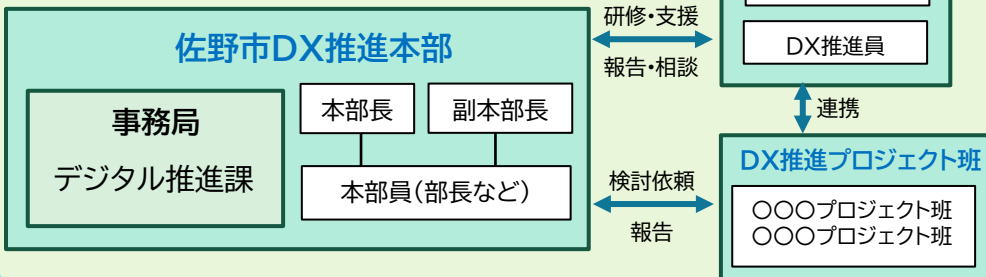 佐野市DX推進本部
事務局
デジタル推進課
本部長
副本部長
本部員(部長など)
研修・支援
報告・相談
DX推進員
連携
検討依頼
報告
DX推進プロジェクト班
〇〇〇プロジェクト班
〇〇〇プロジェクト班